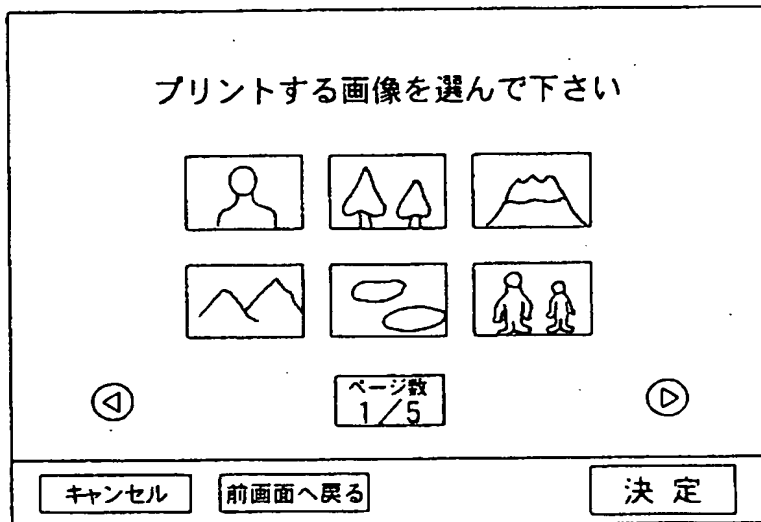 プリントする画像を選んで下さい
ページ数
1／5
キャンセル
前画面へ戻る
決定